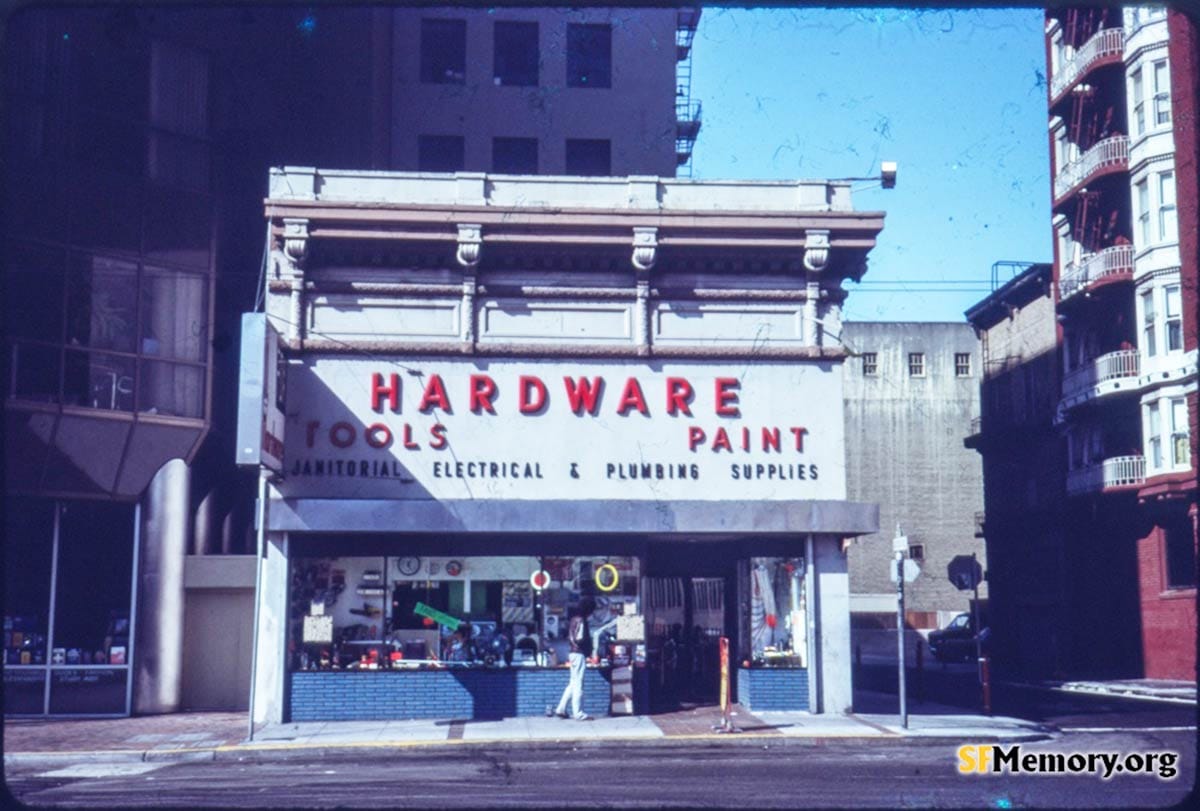 HARDWARE
TOOLS PAINT
JANITORIAL ELECTRICAL & PLUMBING SUPPLIES
SFMemory.org